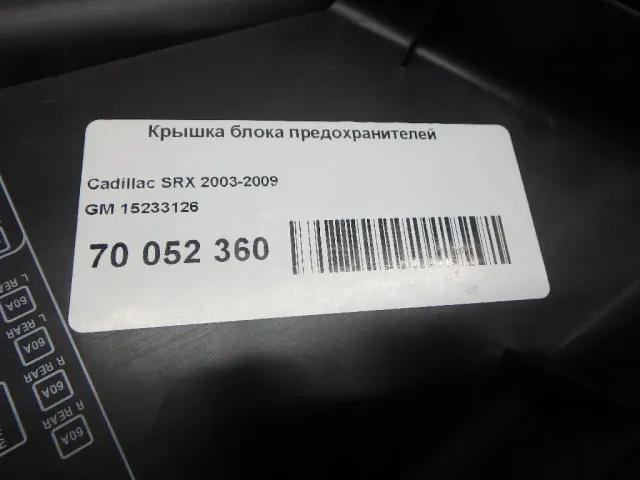 Крышка блока предохранителей
Cadillac SRX 2003-2009
GM 15233126
70 052 360
L REAR
60A
L REAR
60A
R REAR
60A
R REAR
60A